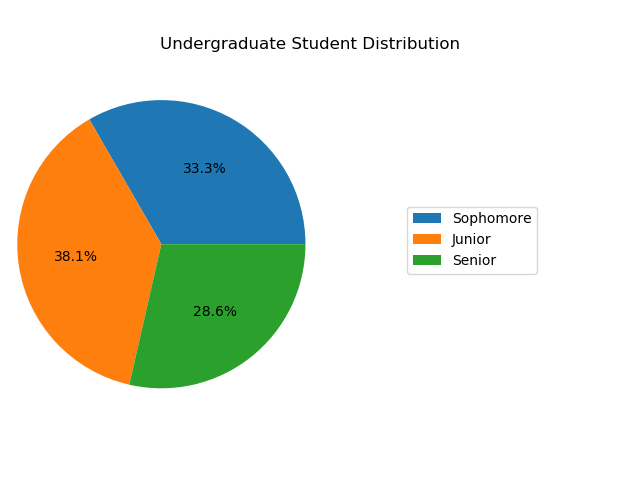 Undergraduate Student Distribution
33.3%
38.1%
28.6%
Sophomore
Junior
Senior